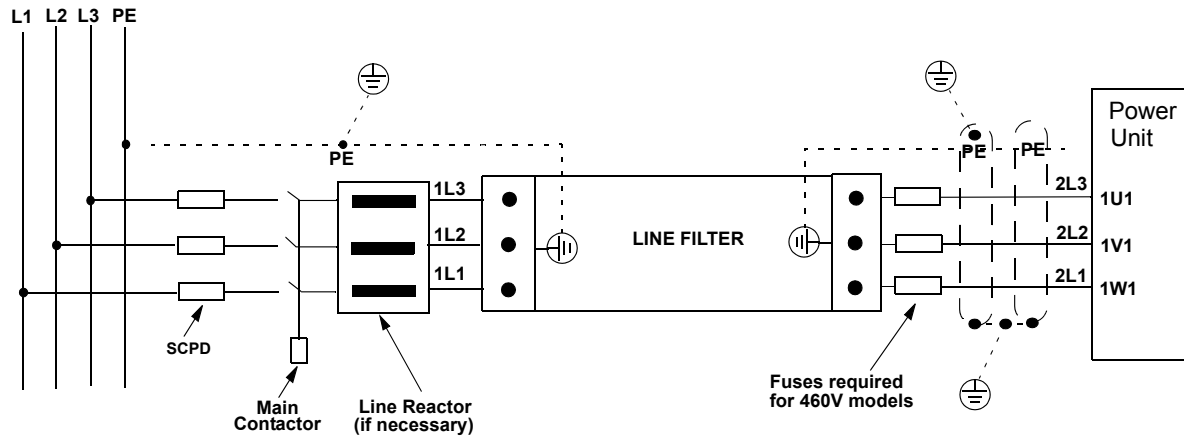 L1 L2 L3 PE
Power
Unit
PE
PE
PE
1L3
2L3
1U1
1L2
LINE FILTER
2L2
1V1
1L1
2L1
1W1
SCPD
Main
Contactor
Line Reactor
(if necessary)
Fuses required
for 460V models